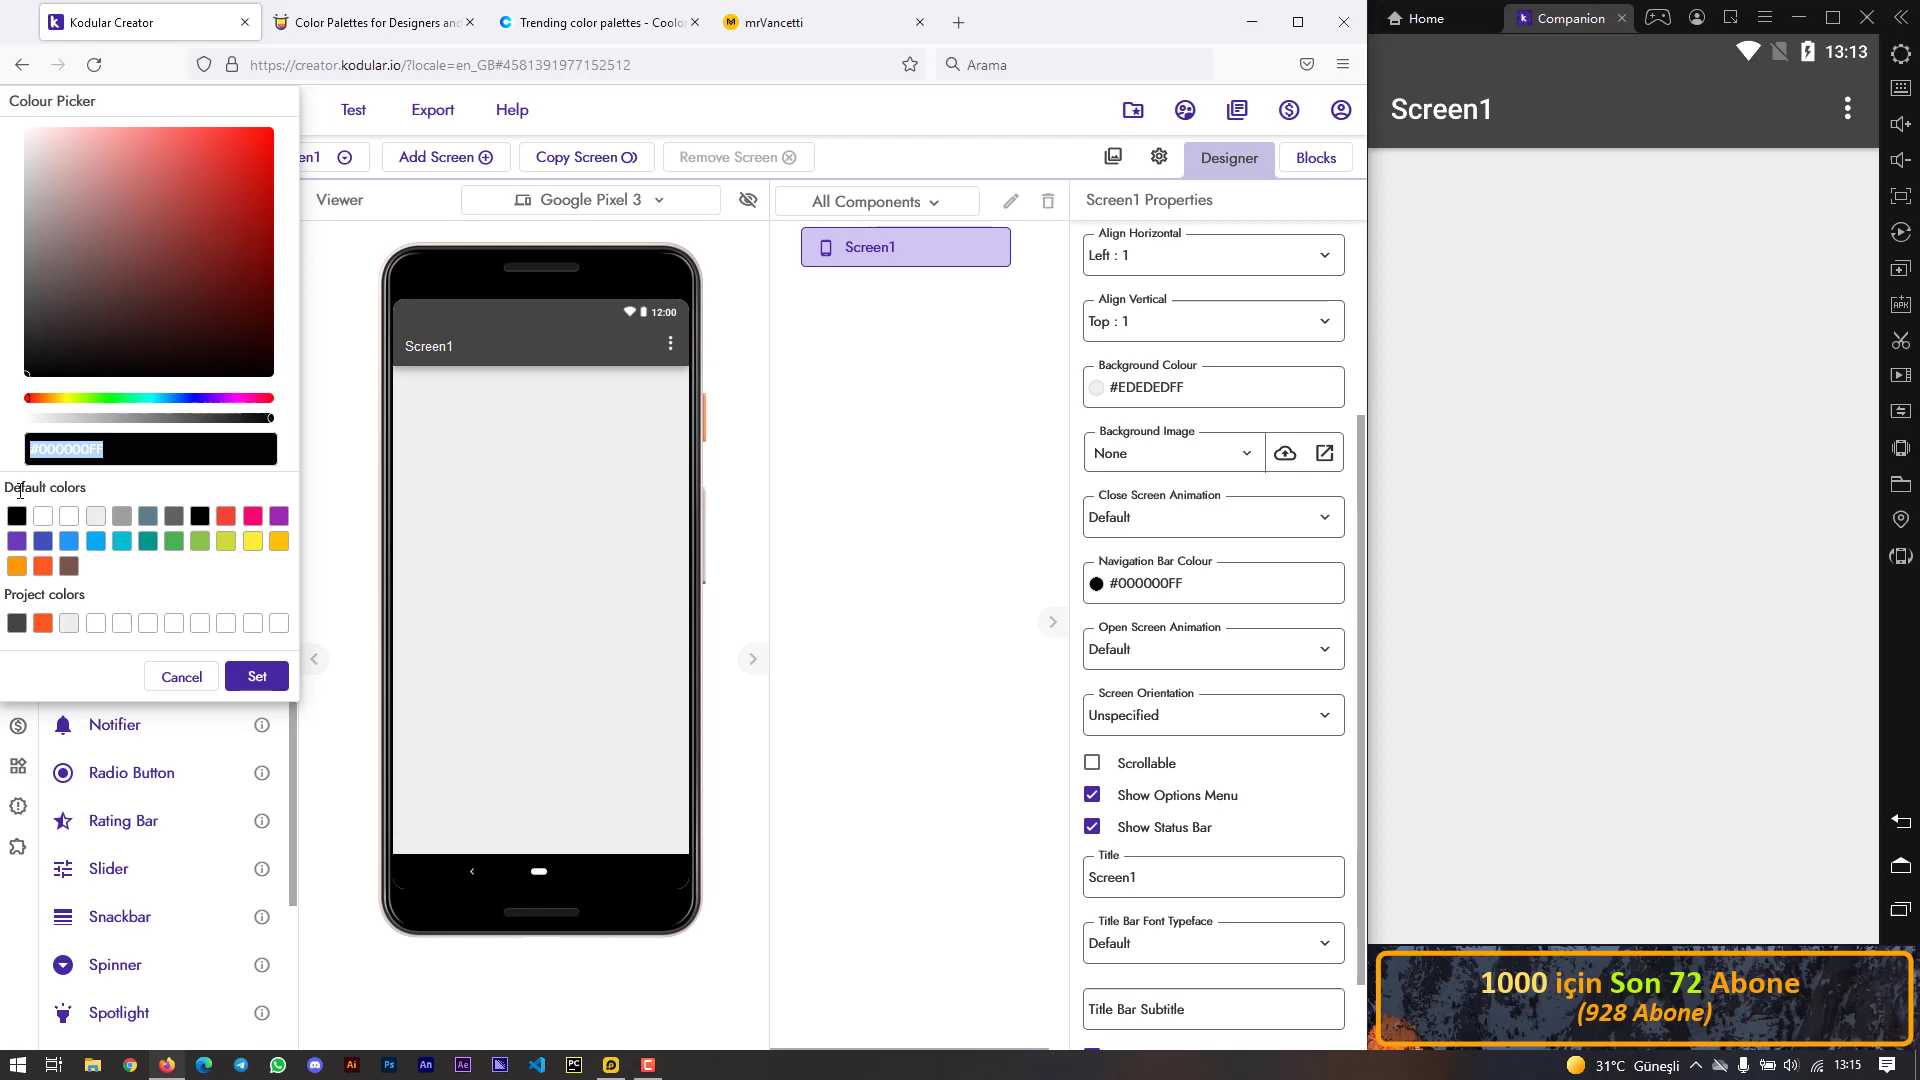 Kodular Creator
Color Palettes for Designers and
Trending color palettes - Coolo
mrVancetti
https://creator.kodular.io/?locale=en_GB#4581391977152512
Arama
Colour Picker
Test
Export
Help
en1
Add Screen
Copy Screen
Remove Screen
Designer
Blocks
Viewer
Google Pixel 3
All Components
Screen1 Properties
Screen1
12:00
Screen1
#000000FF
Default colors
Project colors
Cancel
Set
Notifier
Radio Button
Rating Bar
Slider
Snackbar
Spinner
Spotlight
Align Horizontal
Left : 1
Align Vertical
Top : 1
Background Colour
#EDEDEDFF
Background Image
None
Close Screen Animation
Default
Navigation Bar Colour
#000000FF
Open Screen Animation
Default
Screen Orientation
Unspecified
Scrollable
Show Options Menu
Show Status Bar
Title
Screen1
Title Bar Font Typeface
Default
Title Bar Subtitle
Home
Companion
13:13
Screen1
1000 için Son 72 Abone
(928 Abone)
31°C Güneşli
13:15